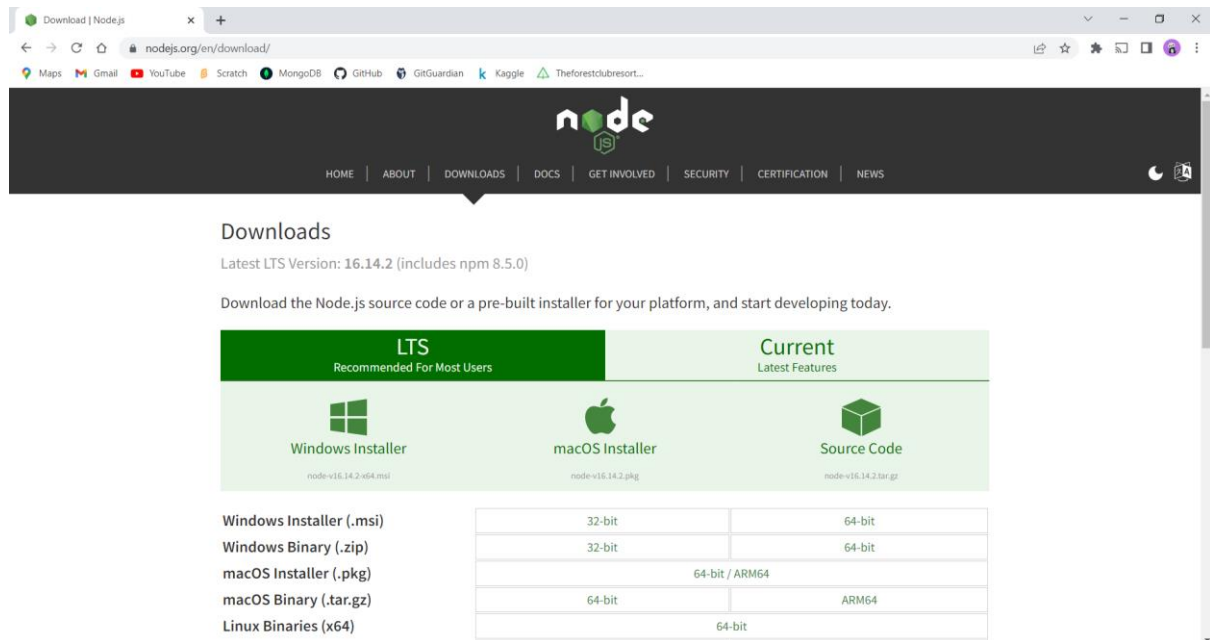 Download | Node.js
nodejs.org/en/download/
Maps Gmail YouTube Scratch MongoDB GitHub GitGuardian Kaggle Theforestclubresort...
node
JS
HOME | ABOUT | DOWNLOADS | DOCS | GET INVOLVED | SECURITY | CERTIFICATION | NEWS
Downloads
Latest LTS Version: 16.14.2 (includes npm 8.5.0)
Download the Node.js source code or a pre-built installer for your platform, and start developing today.
LTS Current
Recommended For Most Users Latest Features
Windows Installer macOS Installer Source Code
node-v16.14.2-x64.msi node-v16.14.2.pkg node-v16.14.2.tar.gz
Windows Installer (.msi) 32-bit 64-bit
Windows Binary (.zip) 32-bit 64-bit
macOS Installer (.pkg) 64-bit / ARM64
macOS Binary (.tar.gz) 64-bit ARM64
Linux Binaries (x64) 64-bit